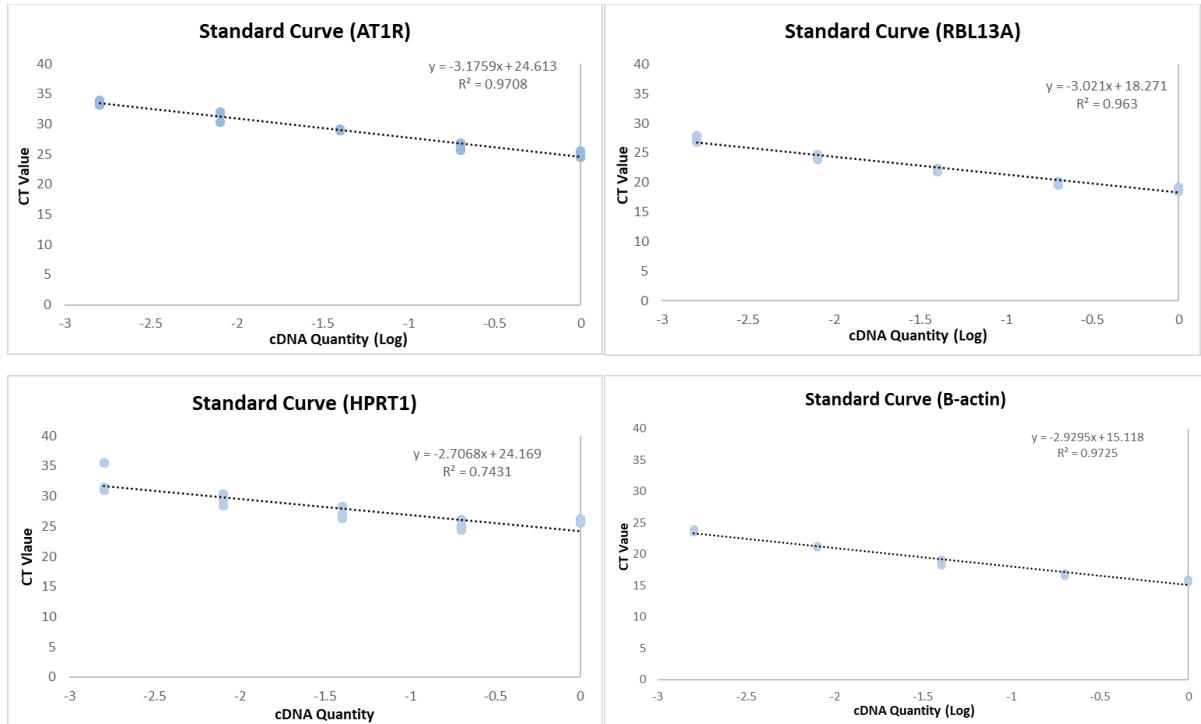 Standard Curve (AT1R)
y = -3.1759x + 24.613
R² = 0.9708
40
35
30
25
20
15
10
5
0
CT Value
-3 -2.5 -2 -1.5 -1 -0.5 0
cDNA Quantity (Log)
Standard Curve (RBL13A)
y = -3.021x + 18.271
R² = 0.963
40
35
30
25
20
15
10
5
0
CT Value
-3 -2.5 -2 -1.5 -1 -0.5 0
cDNA Quantity (Log)
Standard Curve (HPRT1)
y = -2.7068x + 24.169
R² = 0.7431
40
35
30
25
20
15
10
5
0
CT Vlaue
-3 -2.5 -2 -1.5 -1 -0.5 0
cDNA Quantity
Standard Curve (B-actin)
y = -2.9295x + 15.118
R² = 0.9725
40
35
30
25
20
15
10
5
0
CT Vaue
-3 -2.5 -2 -1.5 -1 -0.5 0
cDNA Quantity (Log)